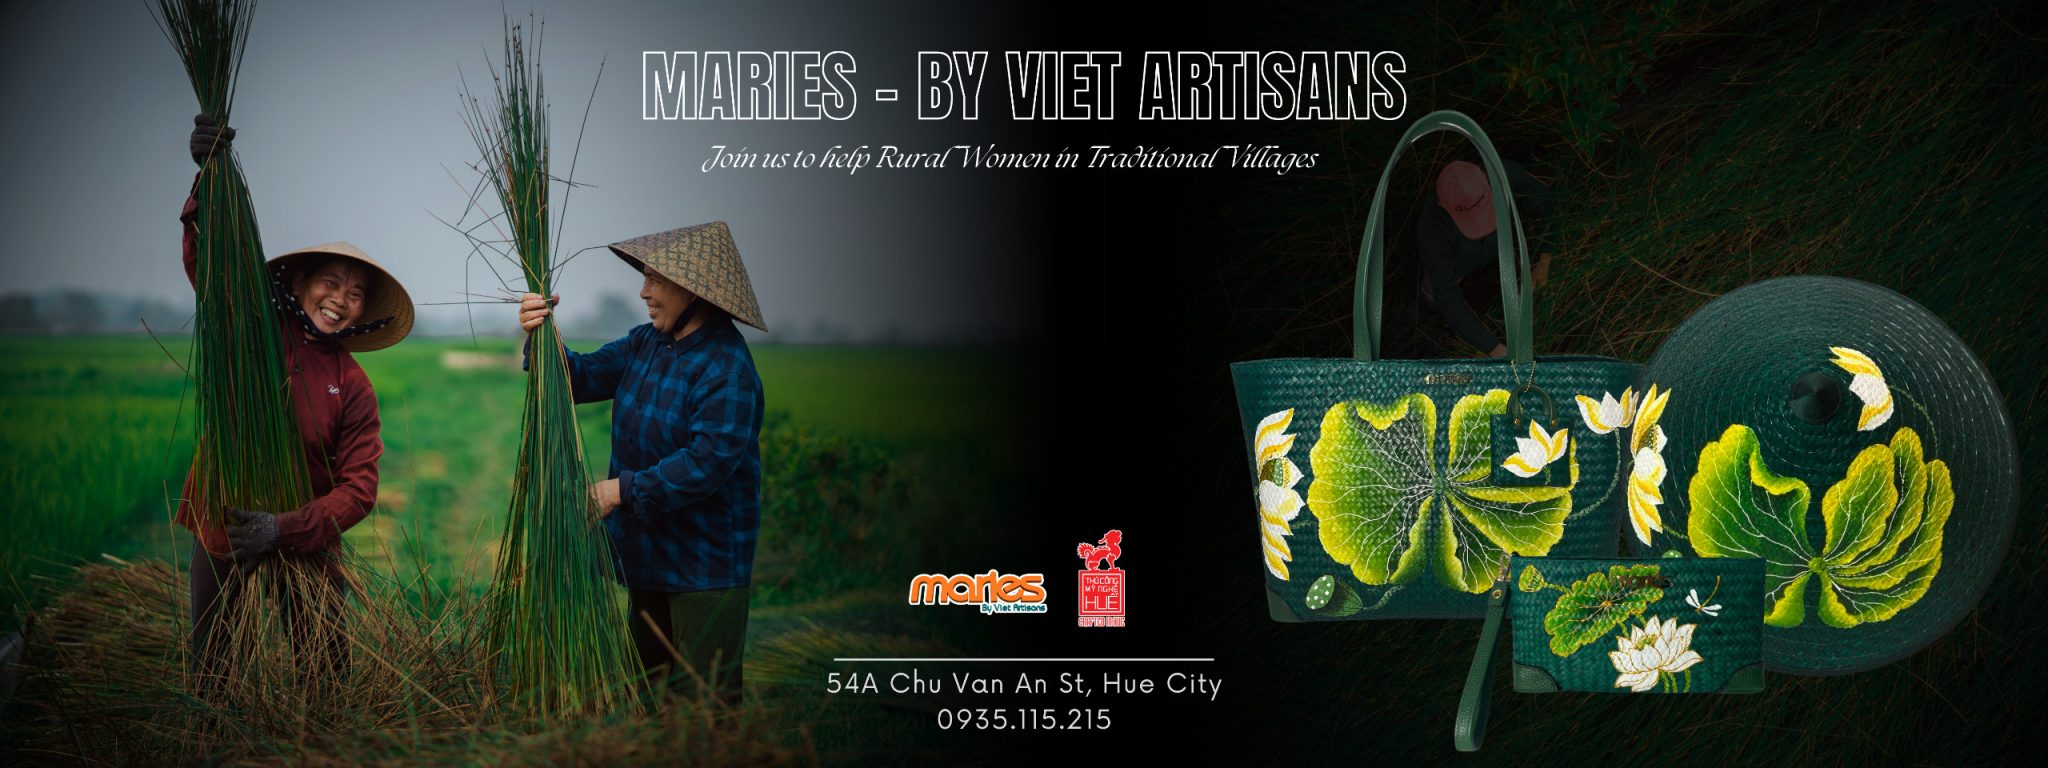 MARIES - BY VIET ARTISANS
Join us to help Rural Women in Traditional Villages
maries
By Viet Artisans
THỦ CÔNG
MỸ NGHỆ
HUẾ
54A Chu Van An St, Hue City
0935.115.215